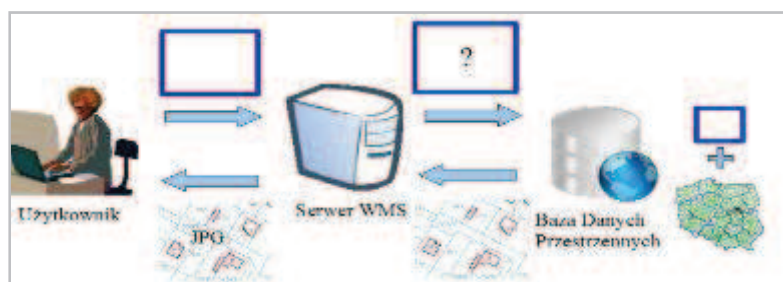 ?
Użytkownik
JPG
Serwer WMS
Baza Danych
Przestrzennych